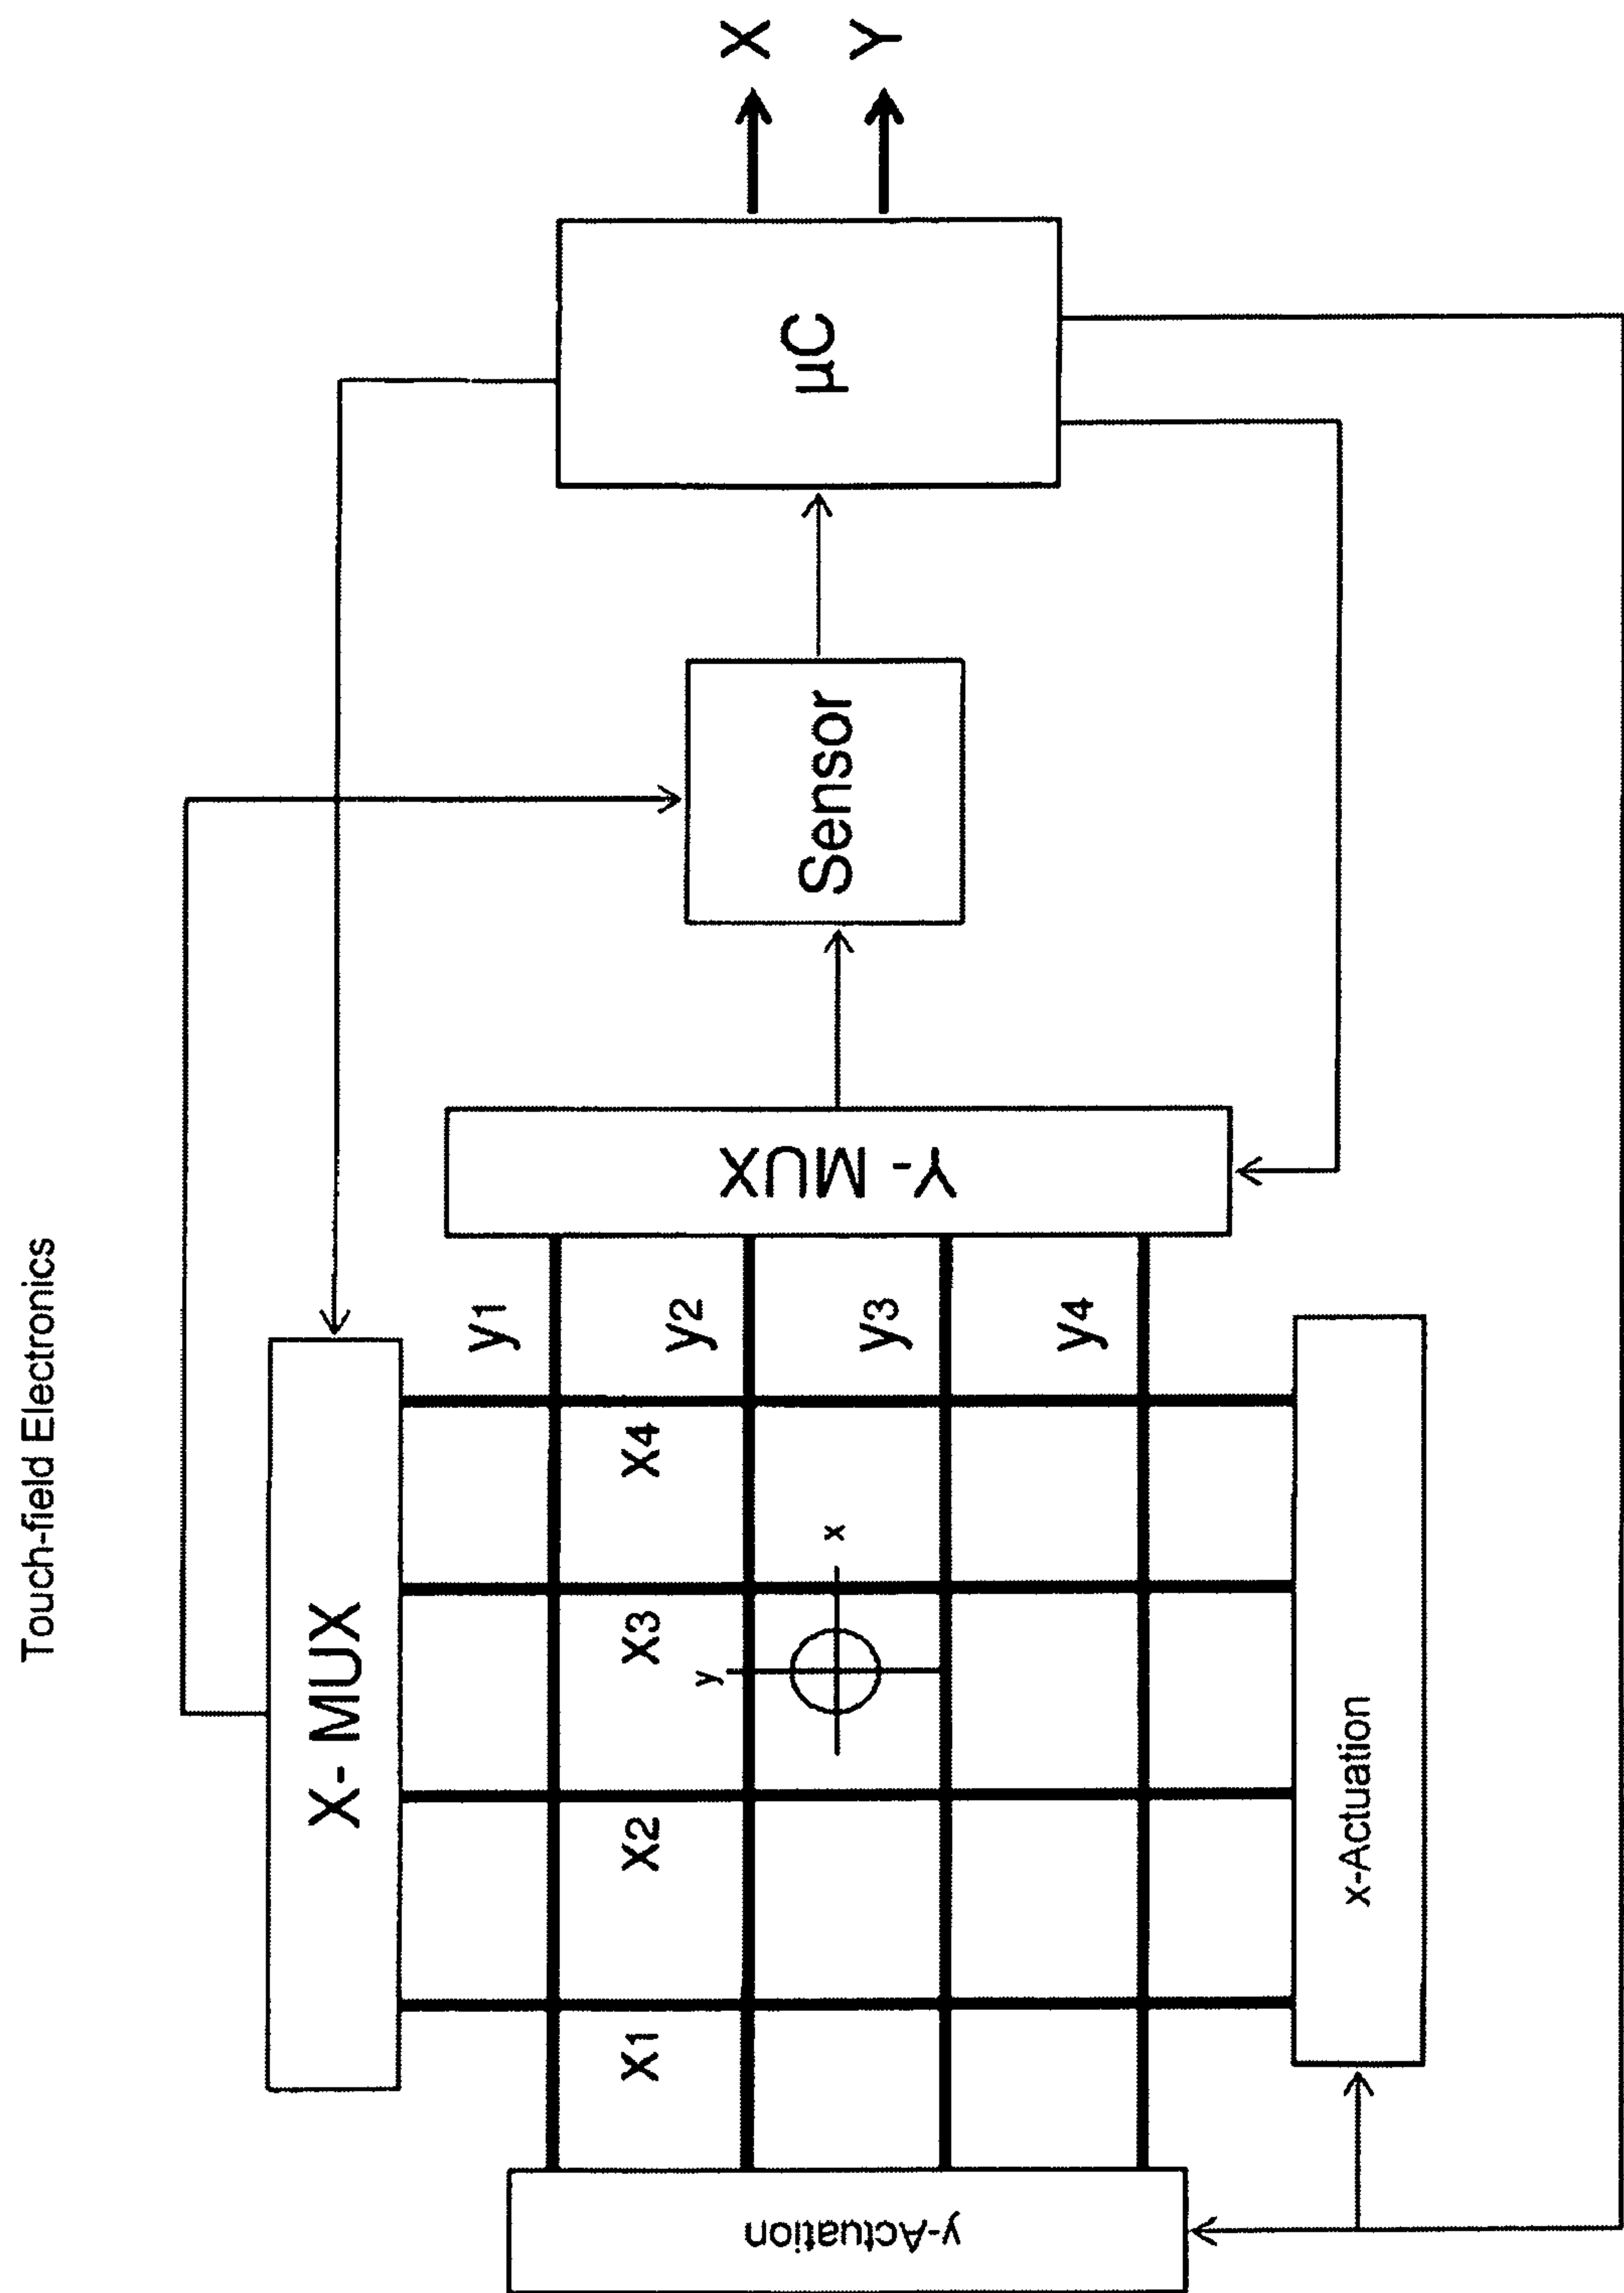 Touch-field Electronics
X- MUX
y1
y2
y3
y4
X1
X2
X3
X4
y
x
y-Actuation
x-Actuation
Y- MUX
Sensor
µC
X
Y